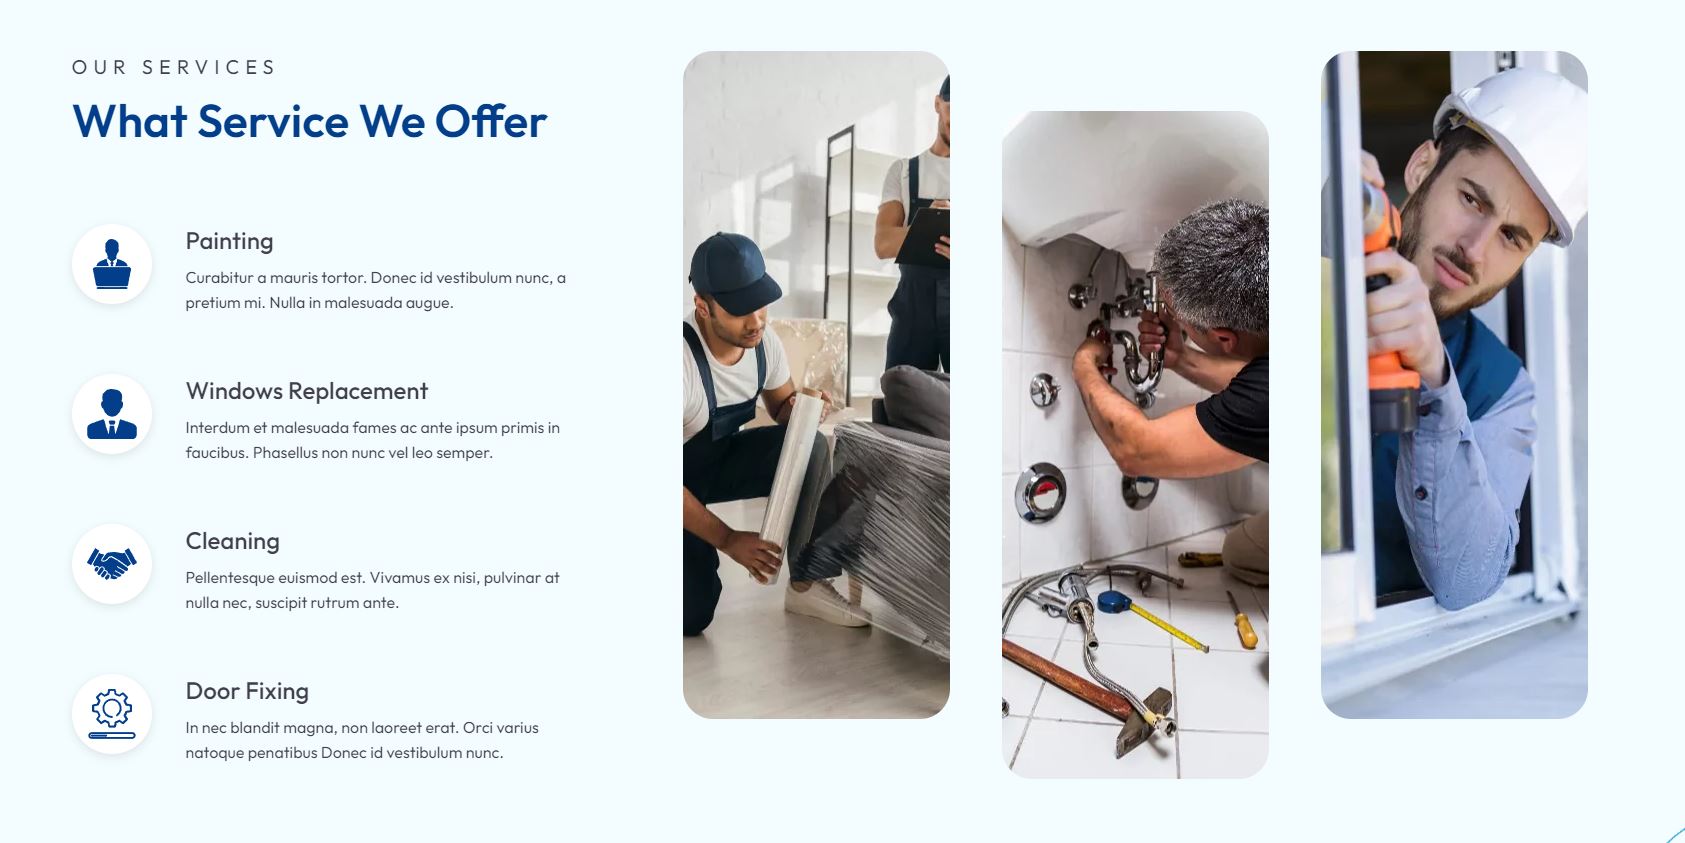 OUR SERVICES
What Service We Offer
Painting
Curabitur a mauris tortor. Donec id vestibulum nunc, a
pretium mi. Nulla in malesuada augue.
Windows Replacement
Interdum et malesuada fames ac ante ipsum primis in
faucibus. Phasellus non nunc vel leo semper.
Cleaning
Pellentesque euismod est. Vivamus ex nisi, pulvinar at
nulla nec, suscipit rutrum ante.
Door Fixing
In nec blandit magna, non laoreet erat. Orci varius
natoque penatibus Donec id vestibulum nunc.